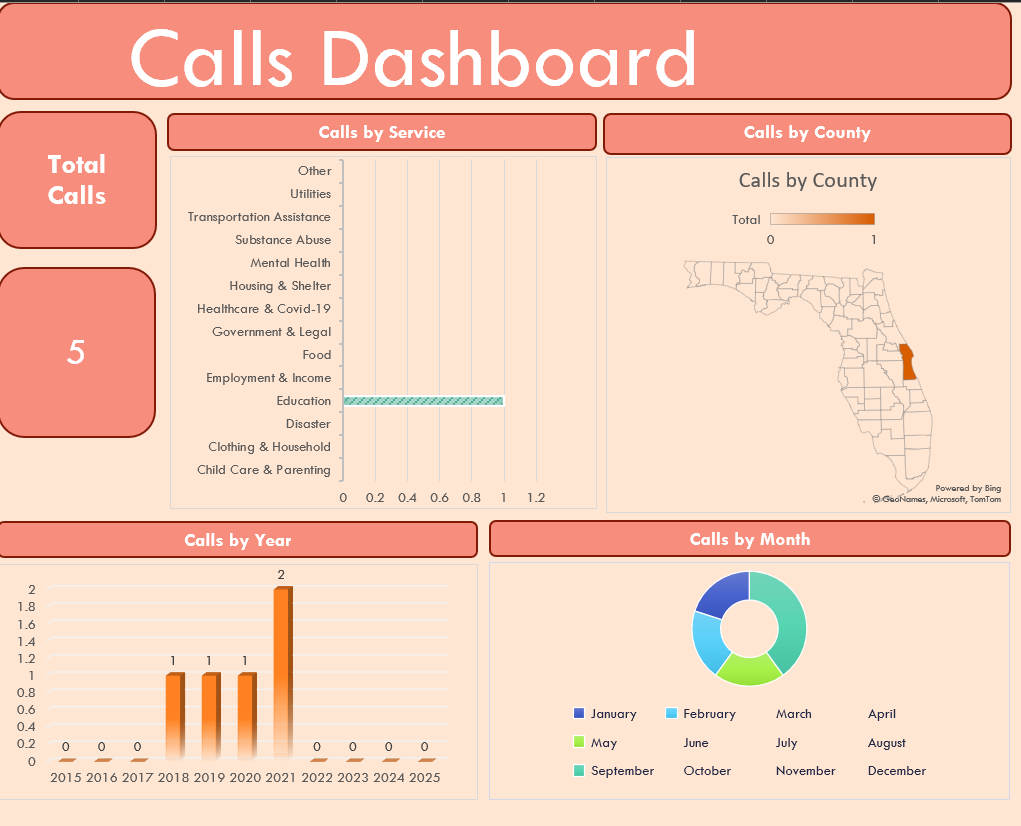 Calls Dashboard
Total
Calls
5
Calls by Service
Other
Utilities
Transportation Assistance
Substance Abuse
Mental Health
Housing & Shelter
Healthcare & Covid-19
Government & Legal
Food
Employment & Income
Education
Disaster
Clothing & Household
Child Care & Parenting
0 0.2 0.4 0.6 0.8 1 1.2
Calls by County
Calls by County
Total
0 1
Powered by Bing
© GeoNames, Microsoft, TomTom
Calls by Year
2
1.8
1.6
1.4
1.2
1
0.8
0.6
0.4
0.2
0
0 0 0 1 1 1 2 0 0 0 0
2015 2016 2017 2018 2019 2020 2021 2022 2023 2024 2025
Calls by Month
January February March April
May June July August
September October November December